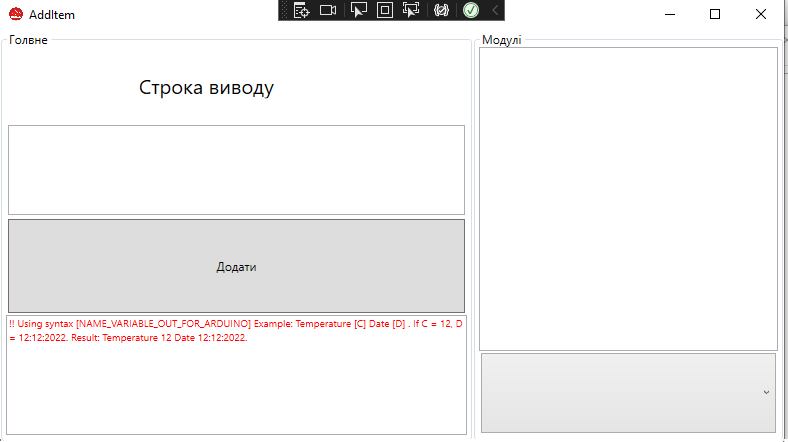 AddItem
Голвне
Модулі
Строка виводу
Додати
!! Using syntax [NAME_VARIABLE_OUT_FOR_ARDUINO] Example: Temperature [C] Date [D] . If C = 12, D
= 12:12:2022, Result: Temperature 12 Date 12:12:2022.